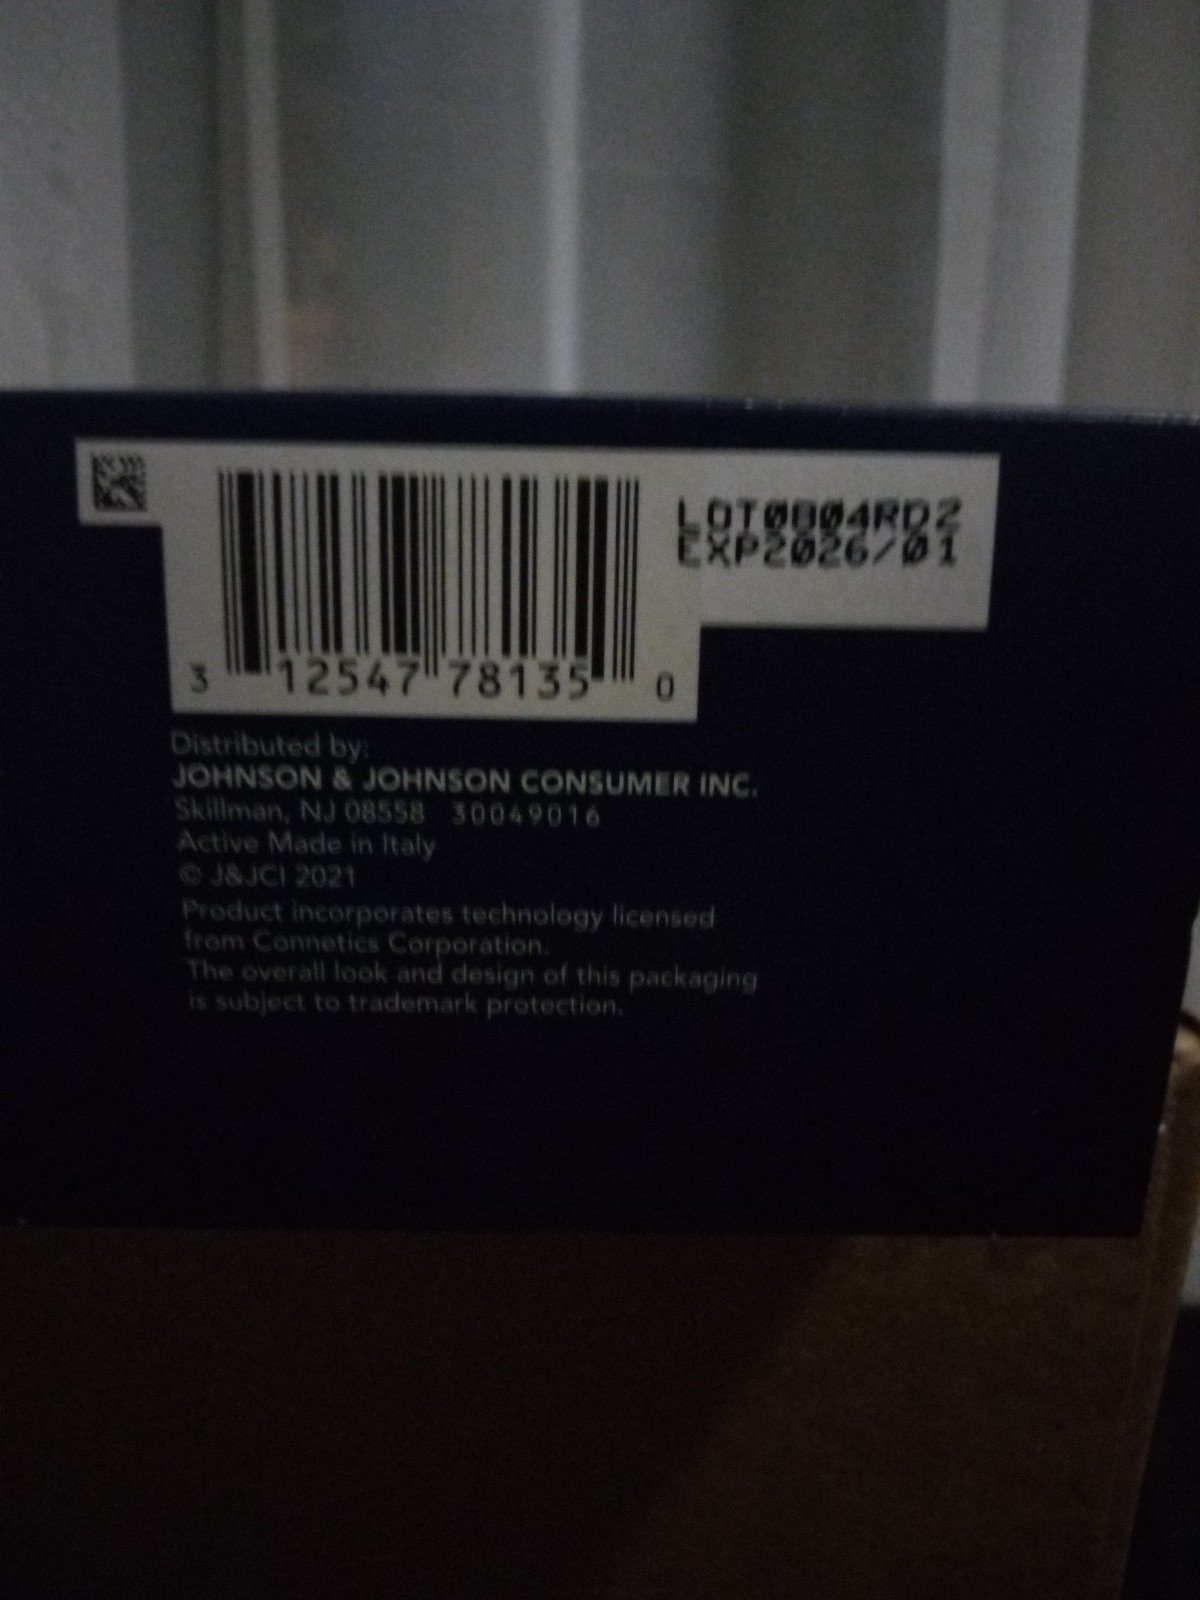 LOT0804RD2
EXP2026/01
3 12547 78135 0
Distributed by:
JOHNSON & JOHNSON CONSUMER INC.
Skillman, NJ 08558 30049016
Active Made in Italy
© J&JCI 2021
Product incorporates technology licensed
from Connetics Corporation.
The overall look and design of this packaging
is subject to trademark protection.